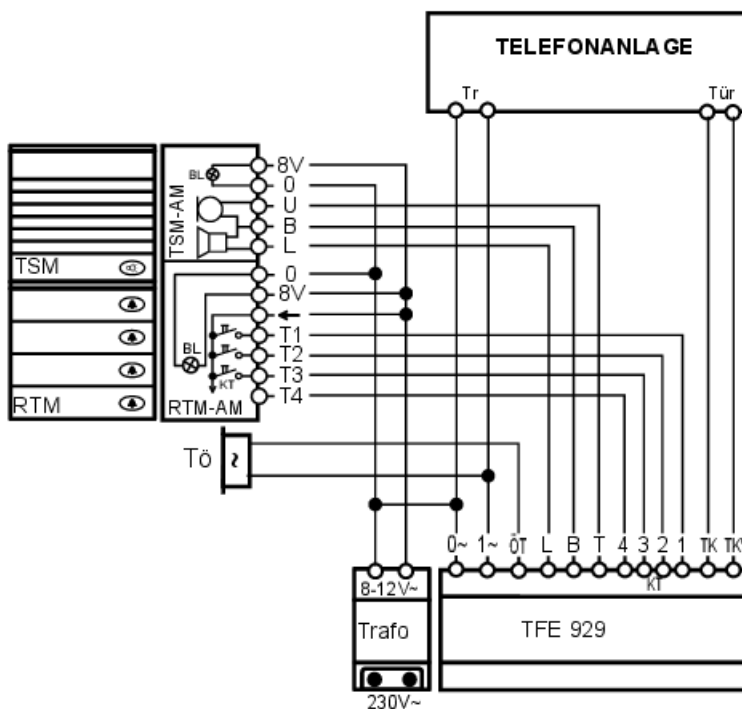 TELEFONANLAGE
Tr
Tür
TSM
RTM
TSM-AM
BL
8V
0
U
B
L
0
8V
T1
T2
T3
T4
BL
KT
RTM-AM
Tö
~
0~
1~
ÖT
L
B
T
4
3
2
1
TK
KT
8-12V~
Trafo
230V~
TFE 929